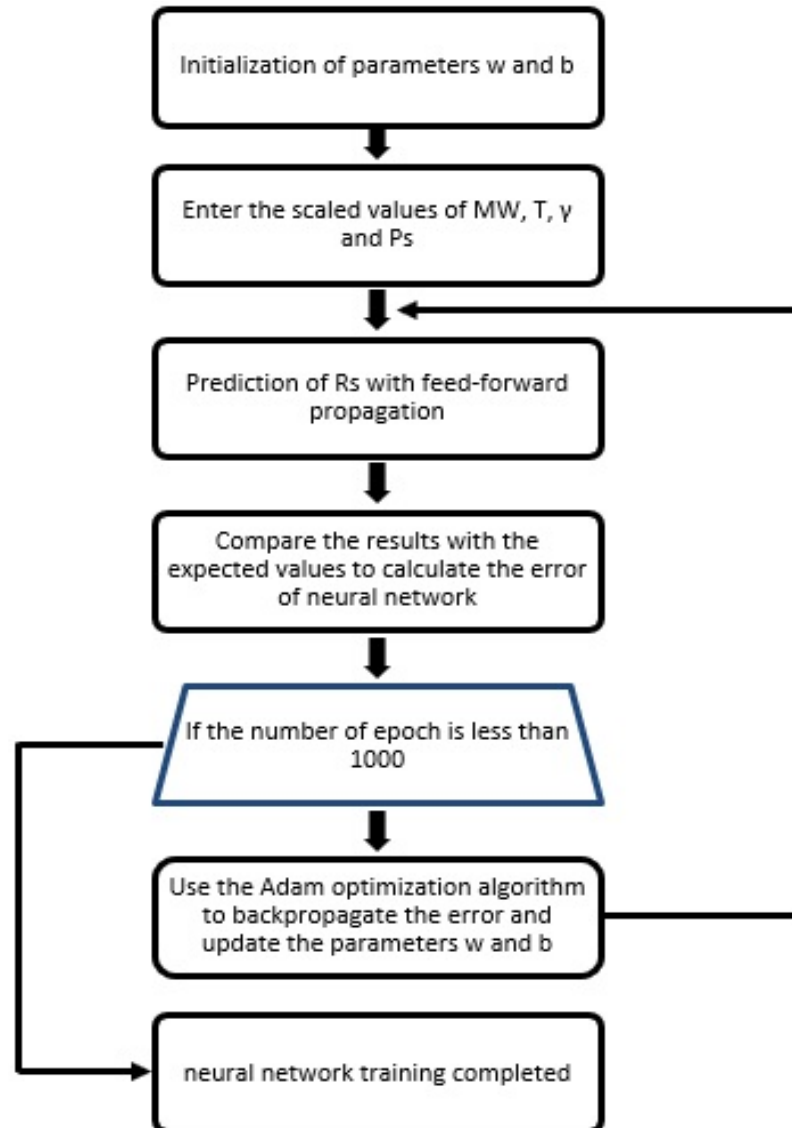 Initialization of parameters w and b
Enter the scaled values of MW, T, γ
and Ps
Prediction of Rs with feed-forward
propagation
Compare the results with the
expected values to calculate the error
of neural network
If the number of epoch is less than
1000
Use the Adam optimization algorithm
to backpropagate the error and
update the parameters w and b
neural network training completed